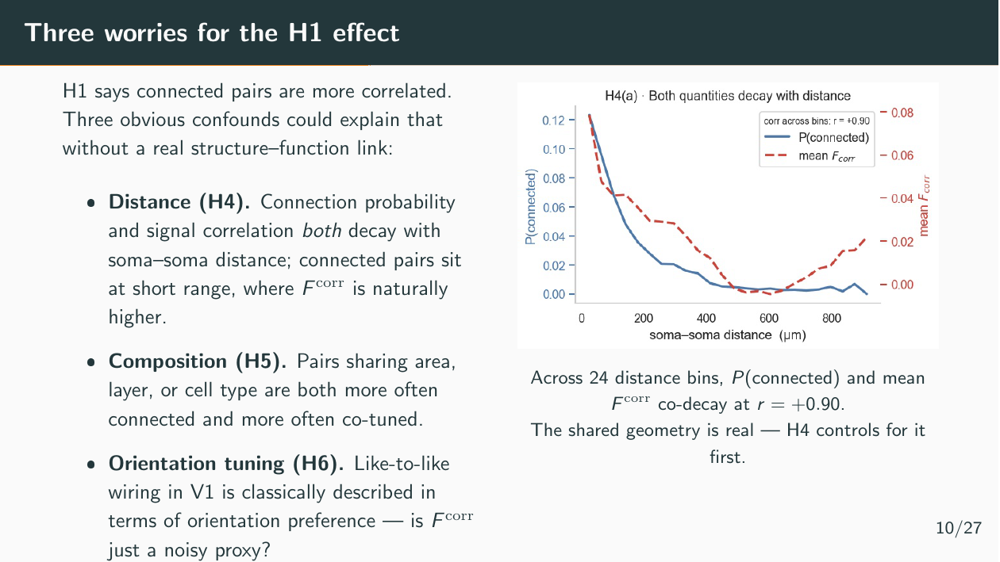 Three worries for the H1 effect
H1 says connected pairs are more correlated.
Three obvious confounds could explain that
without a real structure–function link:
• Distance (H4). Connection probability
and signal correlation both decay with
soma–soma distance; connected pairs sit
at short range, where F^corr is naturally
higher.
• Composition (H5). Pairs sharing area,
layer, or cell type are both more often
connected and more often co-tuned.
• Orientation tuning (H6). Like-to-like
wiring in V1 is classically described in
terms of orientation preference — is F^corr
just a noisy proxy?
H4(a) · Both quantities decay with distance
corr across bins: r = +0.90
P(connected)
mean F_corr
P(connected)
0.12
0.10
0.08
0.06
0.04
0.02
0.00
0.08
0.06
0.04
0.02
0.00
mean F_corr
0 200 400 600 800
soma–soma distance (μm)
Across 24 distance bins, P(connected) and mean
F^corr co-decay at r = +0.90.
The shared geometry is real — H4 controls for it
first.
10/27